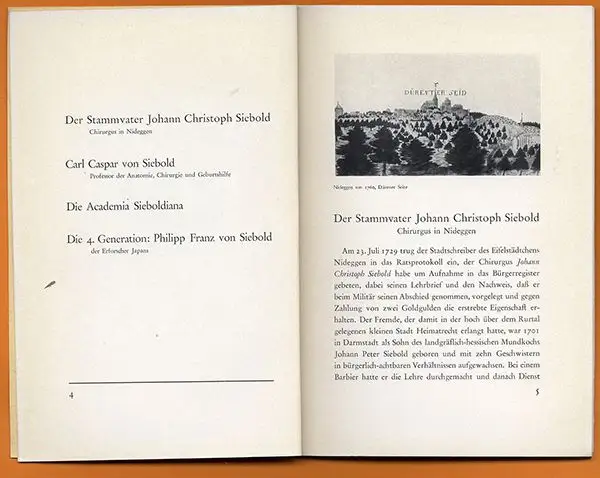 Der Stammvater Johann Christoph Siebold
Chirurgus in Nideggen
Carl Caspar von Siebold
Professor der Anatomie, Chirurgie und Geburtshilfe
Die Academia Sieboldiana
Die 4. Generation: Philipp Franz von Siebold
der Erforscher Japans
4
DÜRENER SEID
Nideggen um 1760, Dürener Seite
Der Stammvater Johann Christoph Siebold
Chirurgus in Nideggen
Am 23. Juli 1729 trug der Stadtschreiber des Eifelstädtchens
Nideggen in das Ratsprotokoll ein, der Chirurgus Johann
Christoph Siebold habe um Aufnahme in das Bürgerregister
gebeten, dabei seinen Lehrbrief und den Nachweis, daß er
beim Militär seinen Abschied genommen, vorgelegt und gegen
Zahlung von zwei Goldgulden die erstrebte Eigenschaft er-
halten. Der Fremde, der damit in der hoch über dem Rurtal
gelegenen kleinen Stadt Heimatrecht erlangt hatte, war 1701
in Darmstadt als Sohn des landgräflich-hessischen Mundkochs
Johann Peter Siebold geboren und mit zehn Geschwistern
in bürgerlich-achtbaren Verhältnissen aufgewachsen. Bei einem
Barbier hatte er die Lehre durchgemacht und danach Dienst
5